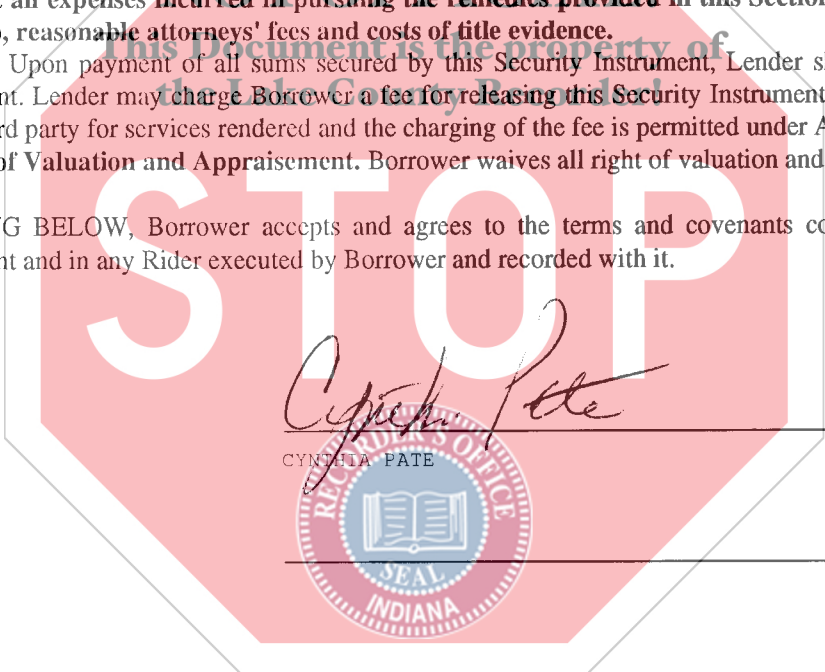 all expenses incurred in pursuing the remedies provided in this Section
, reasonable attorneys' fees and costs of title evidence.
This Document is the property of
Upon payment of all sums secured by this Security Instrument, Lender s
the Lake County Recorder!
nt. Lender may charge Borrower a fee for releasing this Security Instrument
rd party for services rendered and the charging of the fee is permitted under A
of Valuation and Appraisement. Borrower waives all right of valuation and
STOP
G BELOW, Borrower accepts and agrees to the terms and covenants co
nt and in any Rider executed by Borrower and recorded with it.
Cynthia Pate
CYNTHIA PATE
RECORDER'S OFFICE
SEAL
INDIANA